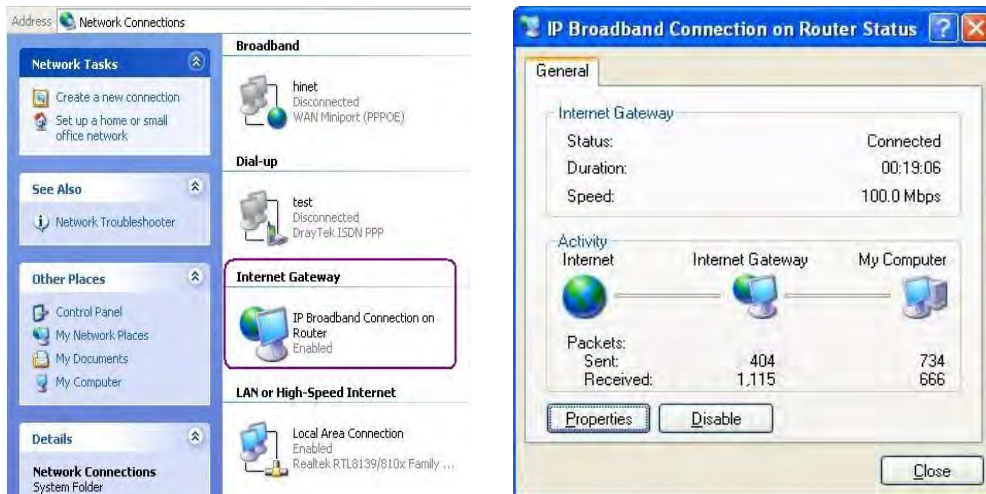 Address Network Connections
Network Tasks
Create a new connection
Set up a home or small
office network
See Also
Network Troubleshooter
Other Places
Control Panel
My Network Places
My Documents
My Computer
Details
Network Connections
System Folder
Broadband
hinet
Disconnected
WAN Miniport (PPPOE)
Dial-up
test
Disconnected
DrayTek ISDN PPP
Internet Gateway
IP Broadband Connection on
Router
Enabled
LAN or High-Speed Internet
Local Area Connection
Enabled
Realtek RTL8139/810x Family ...
IP Broadband Connection on Router Status
General
Internet Gateway
Status: Connected
Duration: 00:19:06
Speed: 100.0 Mbps
Activity
Internet Internet Gateway My Computer
Packets:
Sent: 404 734
Received: 1,115 666
Properties Disable
Close